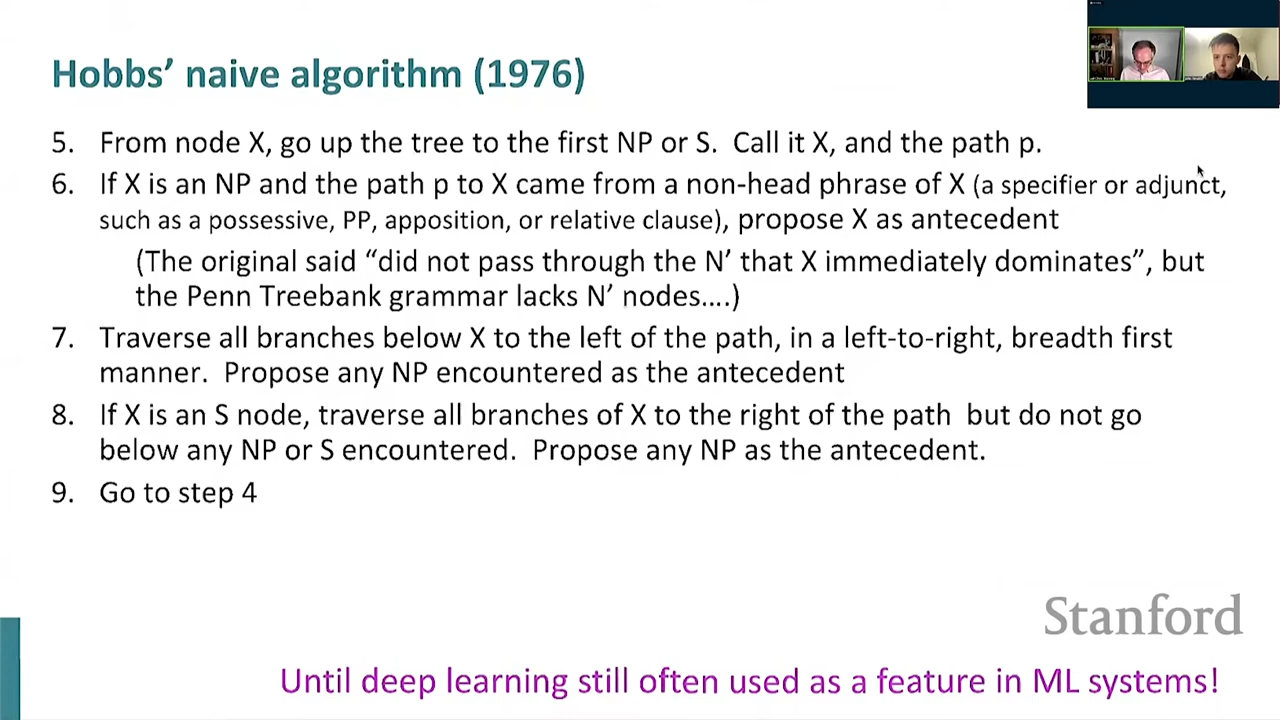 Hobbs' naive algorithm (1976)
5. From node X, go up the tree to the first NP or S. Call it X, and the path p.
6. If X is an NP and the path p to X came from a non-head phrase of X (a specifier or adjunct,
such as a possessive, PP, apposition, or relative clause), propose X as antecedent
(The original said “did not pass through the N’ that X immediately dominates”, but
the Penn Treebank grammar lacks N’ nodes….)
7. Traverse all branches below X to the left of the path, in a left-to-right, breadth first
manner. Propose any NP encountered as the antecedent
8. If X is an S node, traverse all branches of X to the right of the path but do not go
below any NP or S encountered. Propose any NP as the antecedent.
9. Go to step 4
Stanford
Until deep learning still often used as a feature in ML systems!